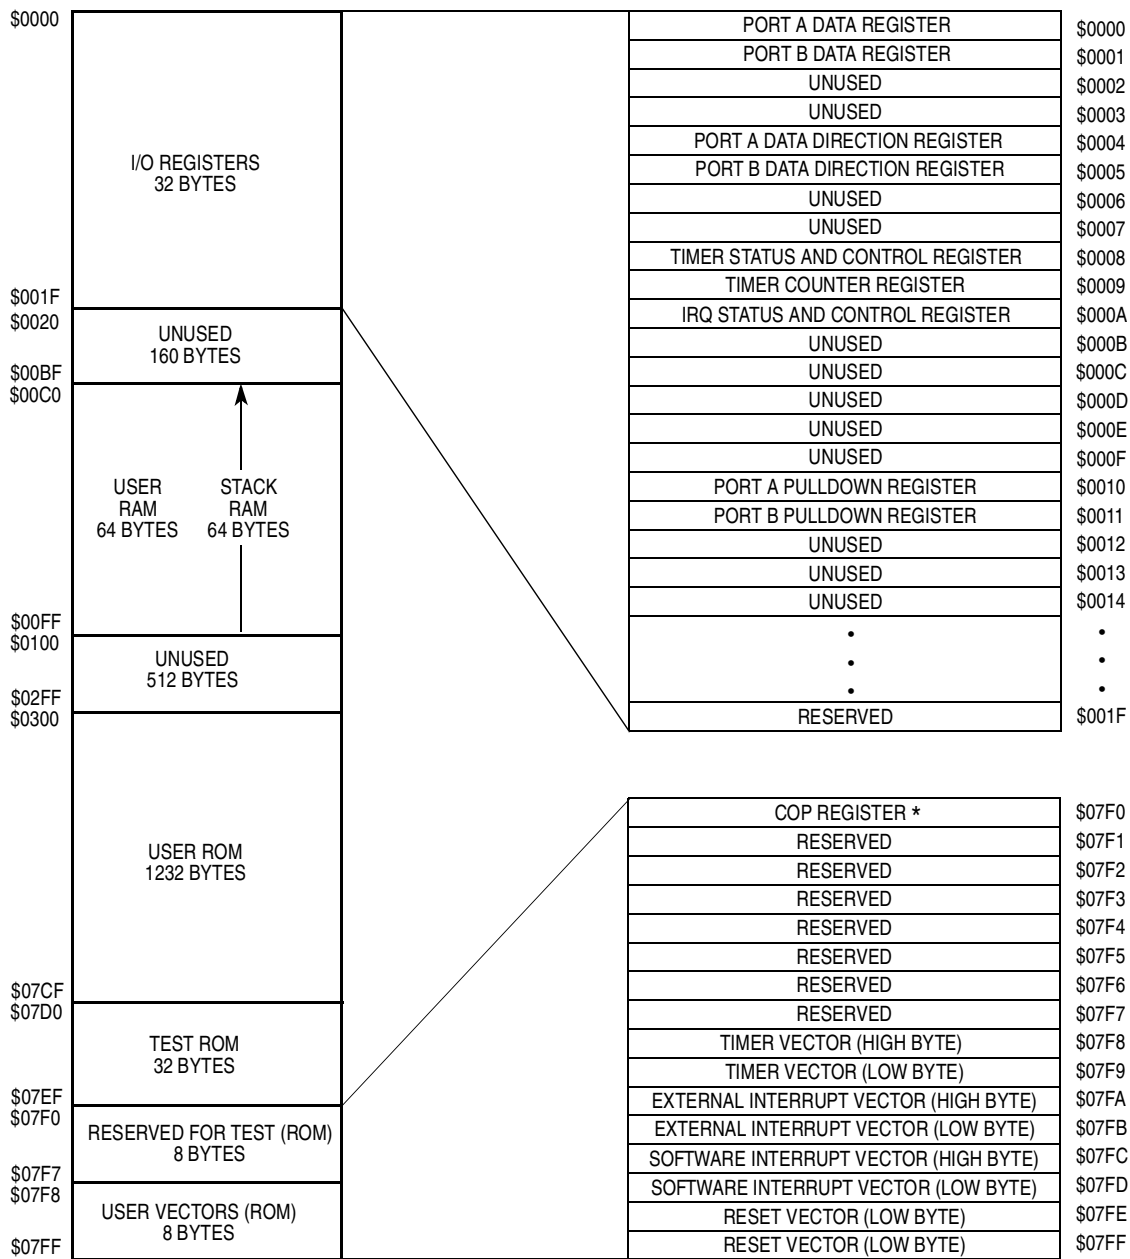 $0000
I/O REGISTERS
32 BYTES
$001F
$0020
UNUSED
160 BYTES
$00BF
$00C0
USER
RAM
64 BYTES
STACK
RAM
64 BYTES
$00FF
$0100
UNUSED
512 BYTES
$02FF
$0300
USER ROM
1232 BYTES
$07CF
$07D0
TEST ROM
32 BYTES
$07EF
$07F0
RESERVED FOR TEST (ROM)
8 BYTES
$07F7
$07F8
USER VECTORS (ROM)
8 BYTES
$07FF
PORT A DATA REGISTER $0000
PORT B DATA REGISTER $0001
UNUSED $0002
UNUSED $0003
PORT A DATA DIRECTION REGISTER $0004
PORT B DATA DIRECTION REGISTER $0005
UNUSED $0006
UNUSED $0007
TIMER STATUS AND CONTROL REGISTER $0008
TIMER COUNTER REGISTER $0009
IRQ STATUS AND CONTROL REGISTER $000A
UNUSED $000B
UNUSED $000C
UNUSED $000D
UNUSED $000E
UNUSED $000F
PORT A PULLDOWN REGISTER $0010
PORT B PULLDOWN REGISTER $0011
UNUSED $0012
UNUSED $0013
UNUSED $0014
• •
• •
• •
RESERVED $001F
COP REGISTER * $07F0
RESERVED $07F1
RESERVED $07F2
RESERVED $07F3
RESERVED $07F4
RESERVED $07F5
RESERVED $07F6
RESERVED $07F7
TIMER VECTOR (HIGH BYTE) $07F8
TIMER VECTOR (LOW BYTE) $07F9
EXTERNAL INTERRUPT VECTOR (HIGH BYTE) $07FA
EXTERNAL INTERRUPT VECTOR (LOW BYTE) $07FB
SOFTWARE INTERRUPT VECTOR (HIGH BYTE) $07FC
SOFTWARE INTERRUPT VECTOR (LOW BYTE) $07FD
RESET VECTOR (LOW BYTE) $07FE
RESET VECTOR (LOW BYTE) $07FF